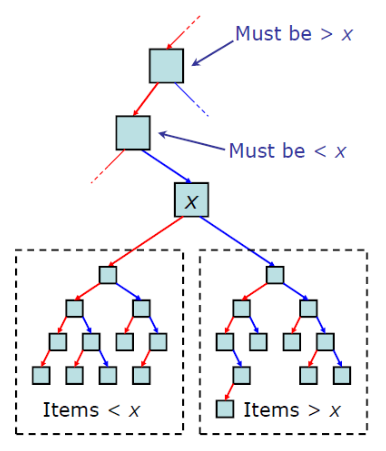 Must be > x
Must be < x
x
Items < x
Items > x